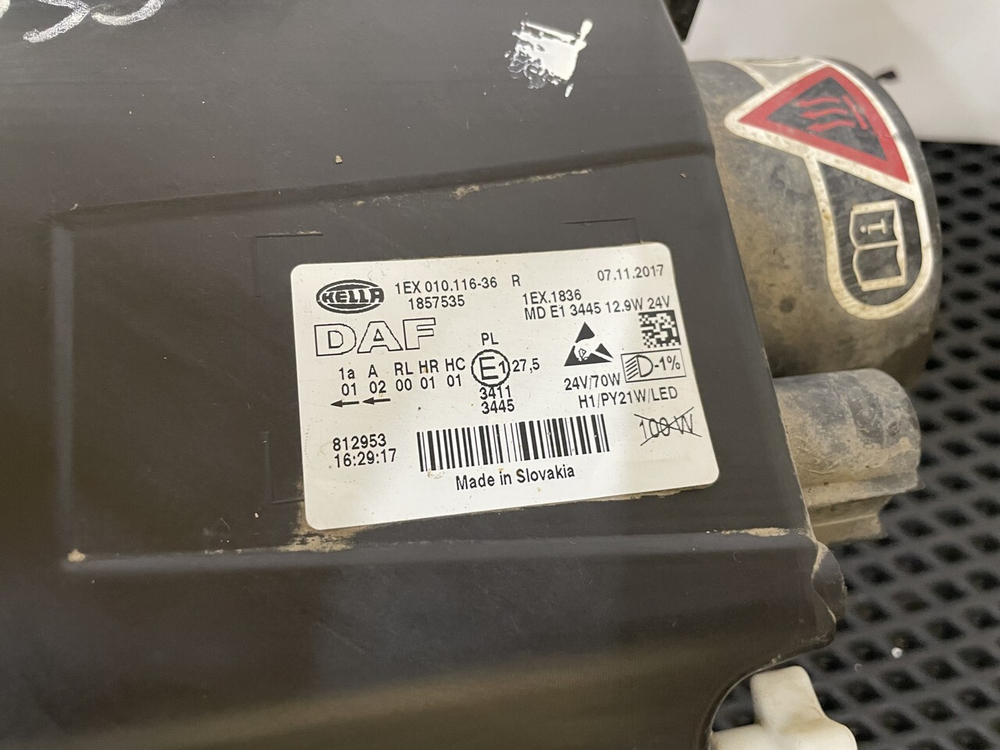 HELLA 1EX 010.116-36 R 07.11.2017
1857535 1EX.1836
MD E1 3445 12.9W 24V
DAF
PL
1a A RL HR HC E1 27,5 -1%
01 02 00 01 01
3411
3445
24V/70W
H1/PY21W/LED
100 W
812953
16:29:17
Made in Slovakia
i